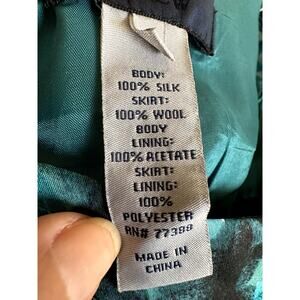 BODY:
100% SILK
SKIRT:
100% WOOL
BODY
LINING:
100% ACETATE
SKIRT:
LINING:
100%
POLYESTER
RN# 77388
MADE IN
CHINA